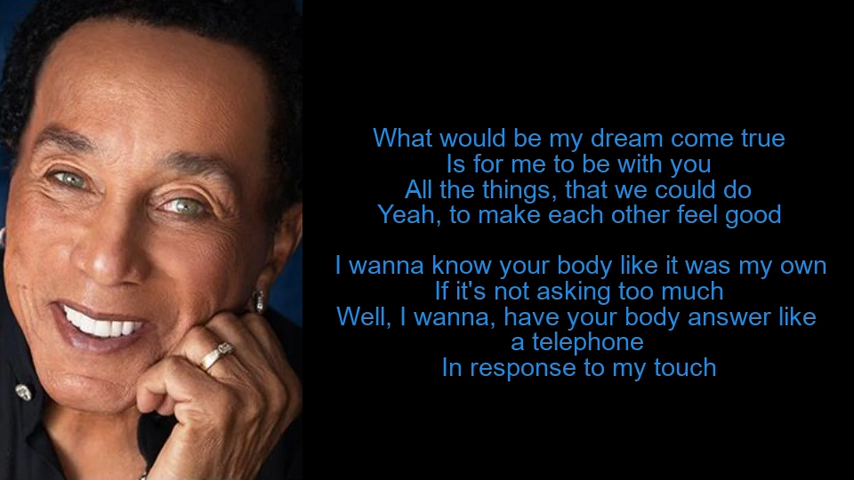 What would be my dream come true
Is for me to be with you
All the things, that we could do
Yeah, to make each other feel good
I wanna know your body like it was my own
If it's not asking too much
Well, I wanna, have your body answer like
a telephone
In response to my touch